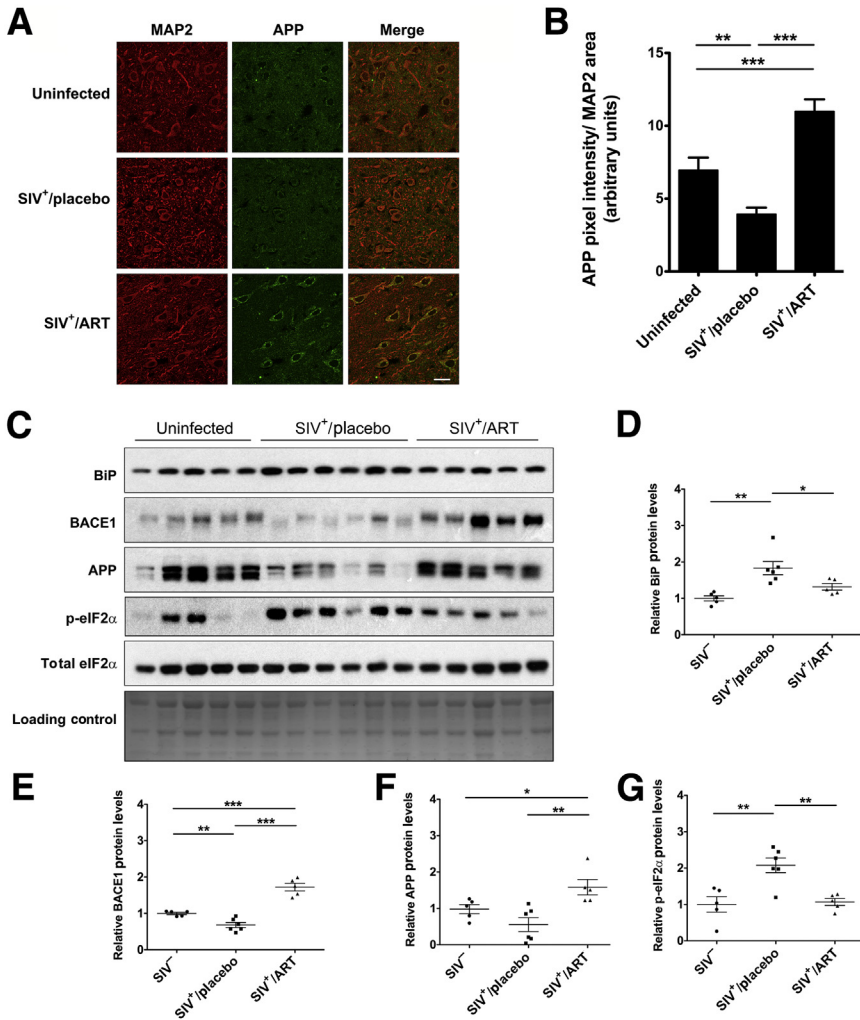 A
MAP2 APP Merge
Uninfected
SIV⁺/placebo
SIV⁺/ART
B
APP pixel intensity/ MAP2 area
(arbitrary units)
15
10
5
0
** ***
***
Uninfected
SIV⁺/placebo
SIV⁺/ART
C
Uninfected SIV⁺/placebo SIV⁺/ART
BiP
BACE1
APP
p-eIF2α
Total eIF2α
Loading control
D
Relative BiP protein levels
4
3
2
1
0
** *
SIV⁻
SIV⁺/placebo
SIV⁺/ART
E
Relative BACE1 protein levels
4
3
2
1
0
***
** ***
SIV⁻
SIV⁺/placebo
SIV⁺/ART
F
Relative APP protein levels
4
3
2
1
0
*
**
SIV⁻
SIV⁺/placebo
SIV⁺/ART
G
Relative p-eIF2α protein levels
4
3
2
1
0
** **
SIV⁻
SIV⁺/placebo
SIV⁺/ART